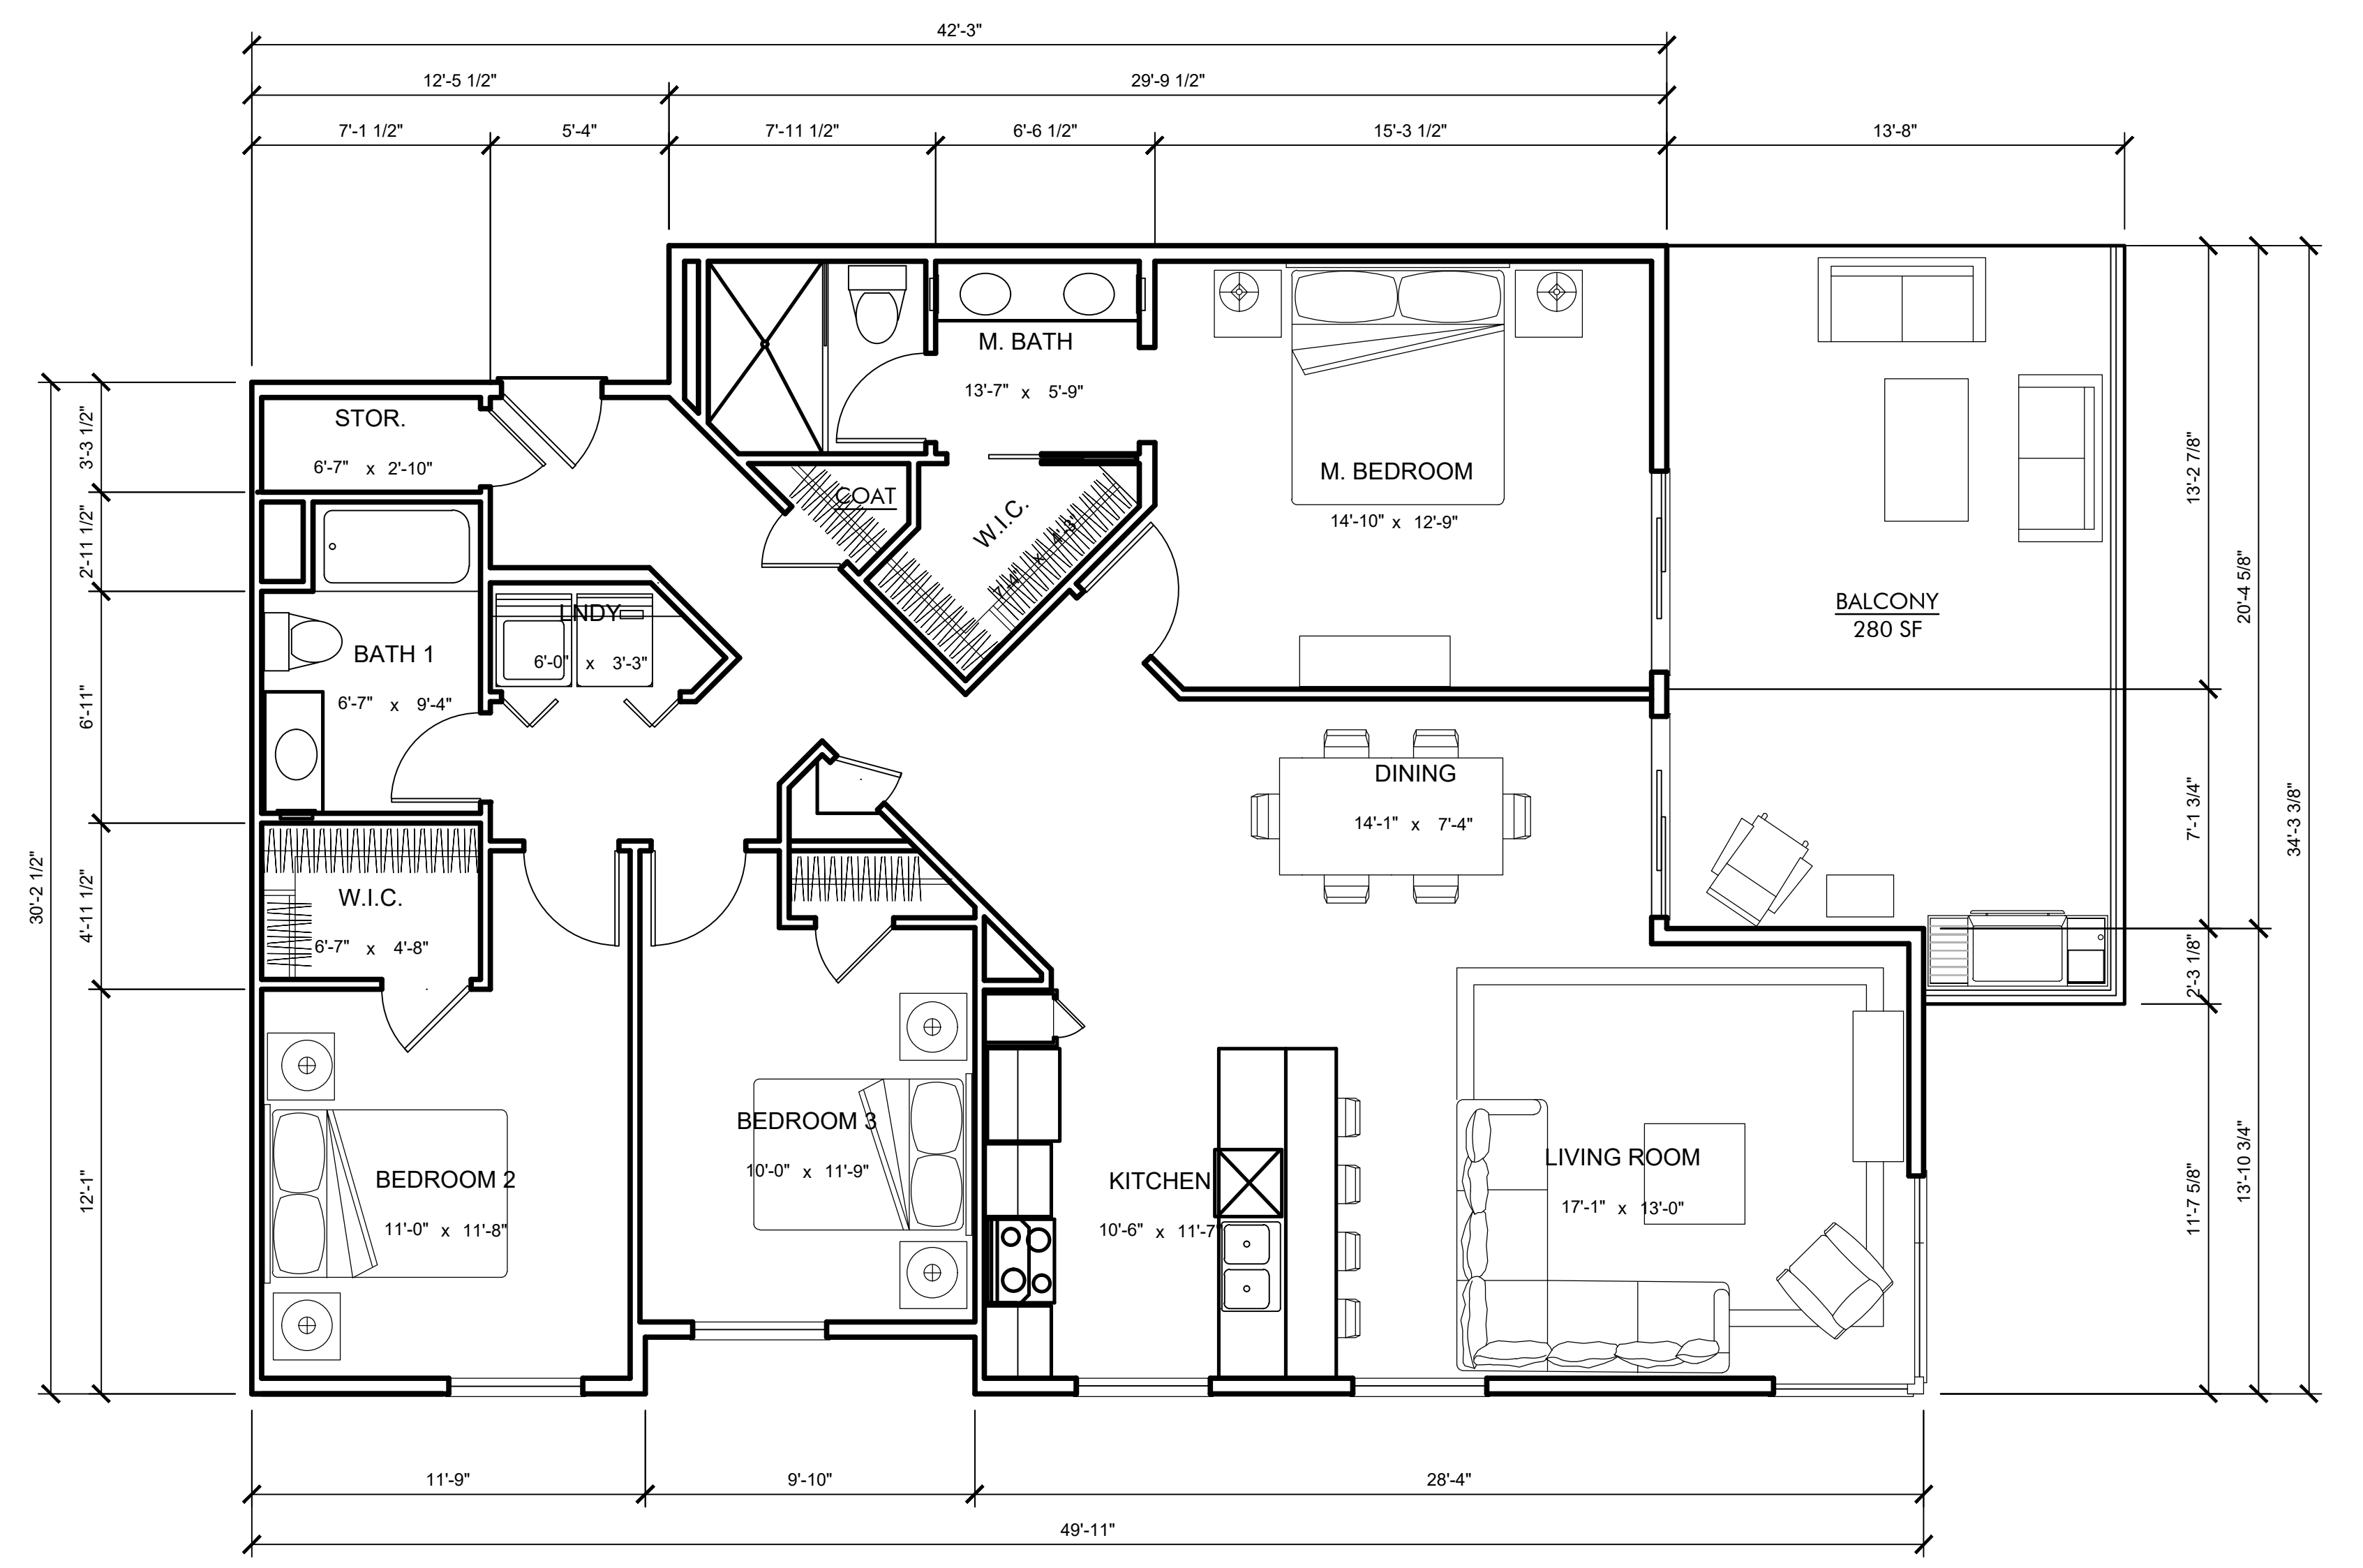 42'-3"
12'-5 1/2"
29'-9 1/2"
7'-1 1/2"
5'-4"
7'-11 1/2"
6'-6 1/2"
15'-3 1/2"
13'-8"
30'-2 1/2"
3'-3 1/2"
2'-11 1/2"
6'-11"
4'-11 1/2"
12'-1"
STOR.
6'-7" x 2'-10"
M. BATH
13'-7" x 5'-9"
COAT
W.I.C.
7'-4" x 4'-3"
M. BEDROOM
14'-10" x 12'-9"
BALCONY
280 SF
LNDY
6'-0" x 3'-3"
BATH 1
6'-7" x 9'-4"
DINING
14'-1" x 7'-4"
W.I.C.
6'-7" x 4'-8"
BEDROOM 2
11'-0" x 11'-8"
BEDROOM 3
10'-0" x 11'-9"
KITCHEN
10'-6" x 11'-7"
LIVING ROOM
17'-1" x 13'-0"
13'-2 7/8"
7'-1 3/4"
2'-3 1/8"
11'-7 5/8"
20'-4 5/8"
13'-10 3/4"
34'-3 3/8"
11'-9"
9'-10"
28'-4"
49'-11"